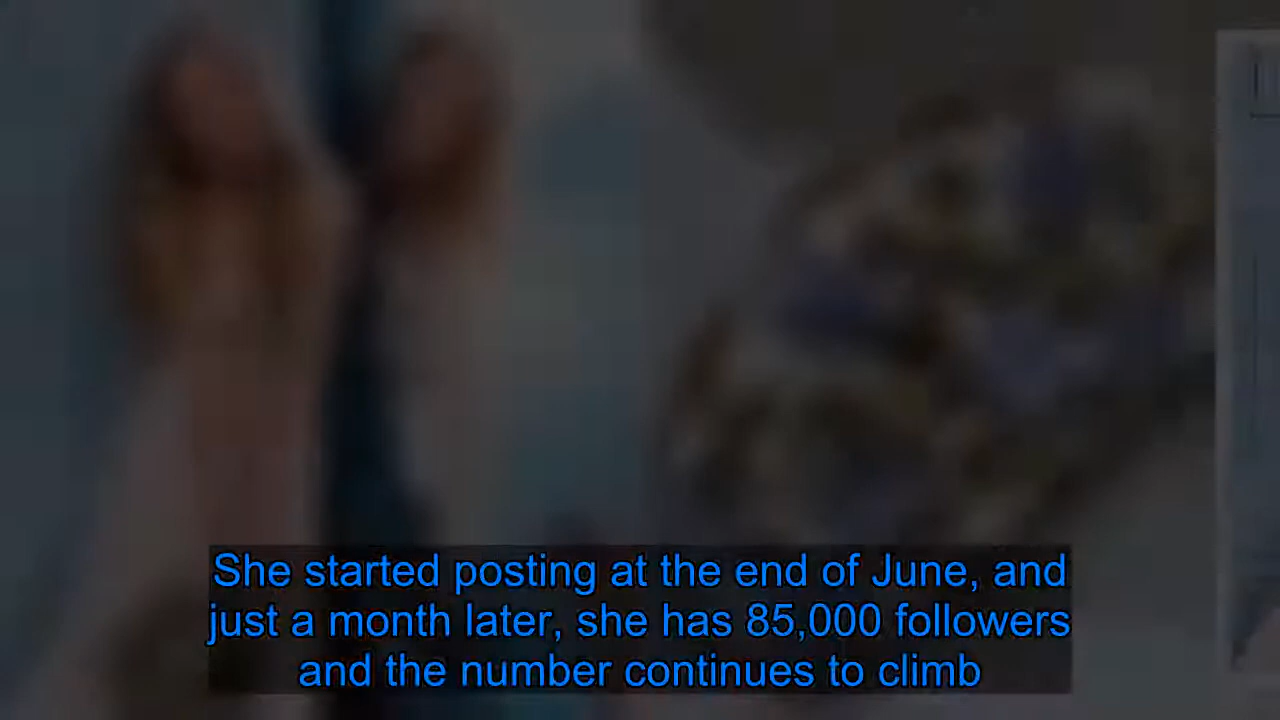 She started posting at the end of June, and
just a month later, she has 85,000 followers
and the number continues to climb